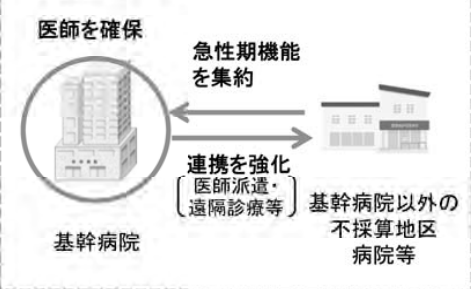 医師を確保
急性期機能
を集約
連携を強化
医師派遣・
遠隔診療等
基幹病院
基幹病院以外の
不採算地区
病院等